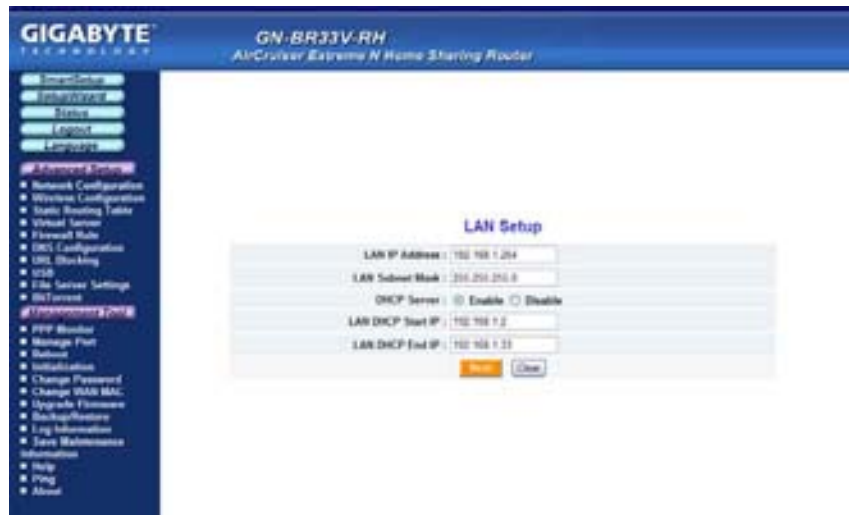 GIGABYTE
TECHNOLOGY
GN-BR33V-RH
AirCruiser Extreme N Home Sharing Router
SmartSetup
SetupWizard
Status
Logout
Language
Advanced Setup
Network Configuration
Wireless Configuration
Static Routing Table
Virtual Server
Firewall Rule
DNS Configuration
URL Blocking
USB
File Server Settings
BitTorrent
Management Tool
PPP Monitor
Manage Port
Reboot
Initialization
Change Password
Change WAN MAC
Upgrade Firmware
Backup/Restore
Log Information
Save Maintenance
Information
Help
Ping
About
LAN Setup
LAN IP Address : 192.168.1.254
LAN Subnet Mask : 255.255.255.0
DHCP Server : Enable Disable
LAN DHCP Start IP : 192.168.1.2
LAN DHCP End IP : 192.168.1.33
Next Clear